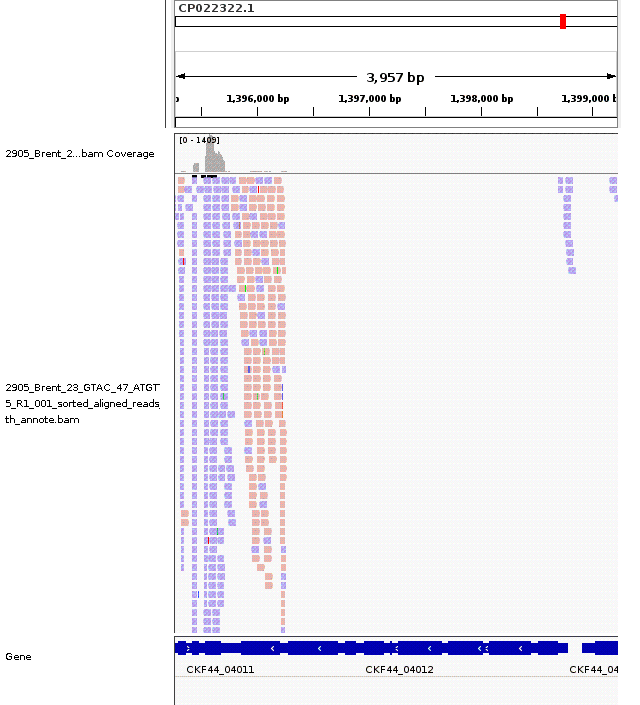 CP022322.1
3,957 bp
1,396,000 bp
1,397,000 bp
1,398,000 bp
1,399,000 b
[0 - 1409]
2905_Brent_2...bam Coverage
2905_Brent_23_GTAC_47_ATGT
5_R1_001_sorted_aligned_reads_
th_annote.bam
Gene
CKF44_04011
CKF44_04012
CKF44_04